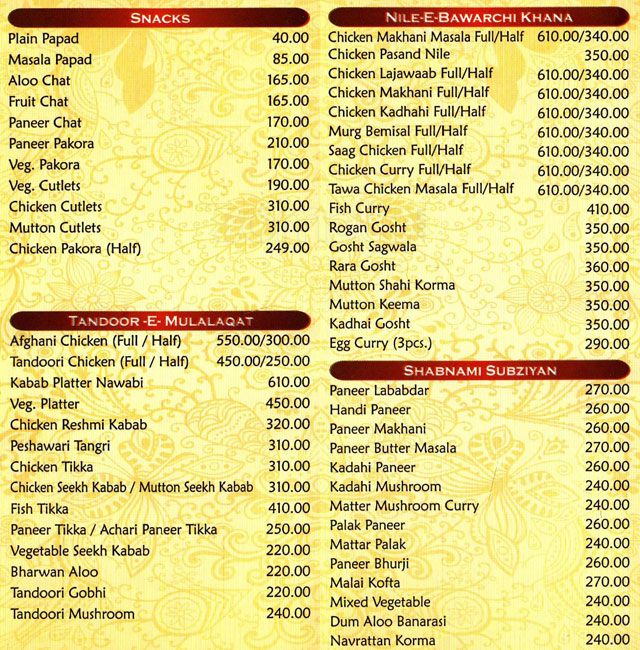 SNACKS
Plain Papad 40.00
Masala Papad 85.00
Aloo Chat 165.00
Fruit Chat 165.00
Paneer Chat 170.00
Paneer Pakora 210.00
Veg. Pakora 170.00
Veg. Cutlets 190.00
Chicken Cutlets 310.00
Mutton Cutlets 310.00
Chicken Pakora (Half) 249.00
TANDOOR -E- MULALAQAT
Afghani Chicken (Full / Half) 550.00/300.00
Tandoori Chicken (Full / Half) 450.00/250.00
Kabab Platter Nawabi 610.00
Veg. Platter 450.00
Chicken Reshmi Kabab 320.00
Peshawari Tangri 310.00
Chicken Tikka 310.00
Chicken Seekh Kabab / Mutton Seekh Kabab 310.00
Fish Tikka 410.00
Paneer Tikka / Achari Paneer Tikka 250.00
Vegetable Seekh Kabab 220.00
Bharwan Aloo 220.00
Tandoori Gobhi 220.00
Tandoori Mushroom 240.00
NILE-E-BAWARCHI KHANA
Chicken Makhani Masala Full/Half 610.00/340.00
Chicken Pasand Nile 350.00
Chicken Lajawaab Full/Half 610.00/340.00
Chicken Makhani Full/Half 610.00/340.00
Chicken Kadhahi Full/Half 610.00/340.00
Murg Bemisal Full/Half 610.00/340.00
Saag Chicken Full/Half 610.00/340.00
Chicken Curry Full/Half 610.00/340.00
Tawa Chicken Masala Full/Half 610.00/340.00
Fish Curry 410.00
Rogan Gosht 350.00
Gosht Sagwala 350.00
Rara Gosht 360.00
Mutton Shahi Korma 350.00
Mutton Keema 350.00
Kadhai Gosht 350.00
Egg Curry (3pcs.) 290.00
SHABNAMI SUBZIYAN
Paneer Lababdar 270.00
Handi Paneer 260.00
Paneer Makhani 260.00
Paneer Butter Masala 270.00
Kadahi Paneer 260.00
Kadahi Mushroom 240.00
Matter Mushroom Curry 240.00
Palak Paneer 260.00
Mattar Palak 240.00
Paneer Bhurji 260.00
Malai Kofta 270.00
Mixed Vegetable 240.00
Dum Aloo Banarasi 240.00
Navrattan Korma 240.00